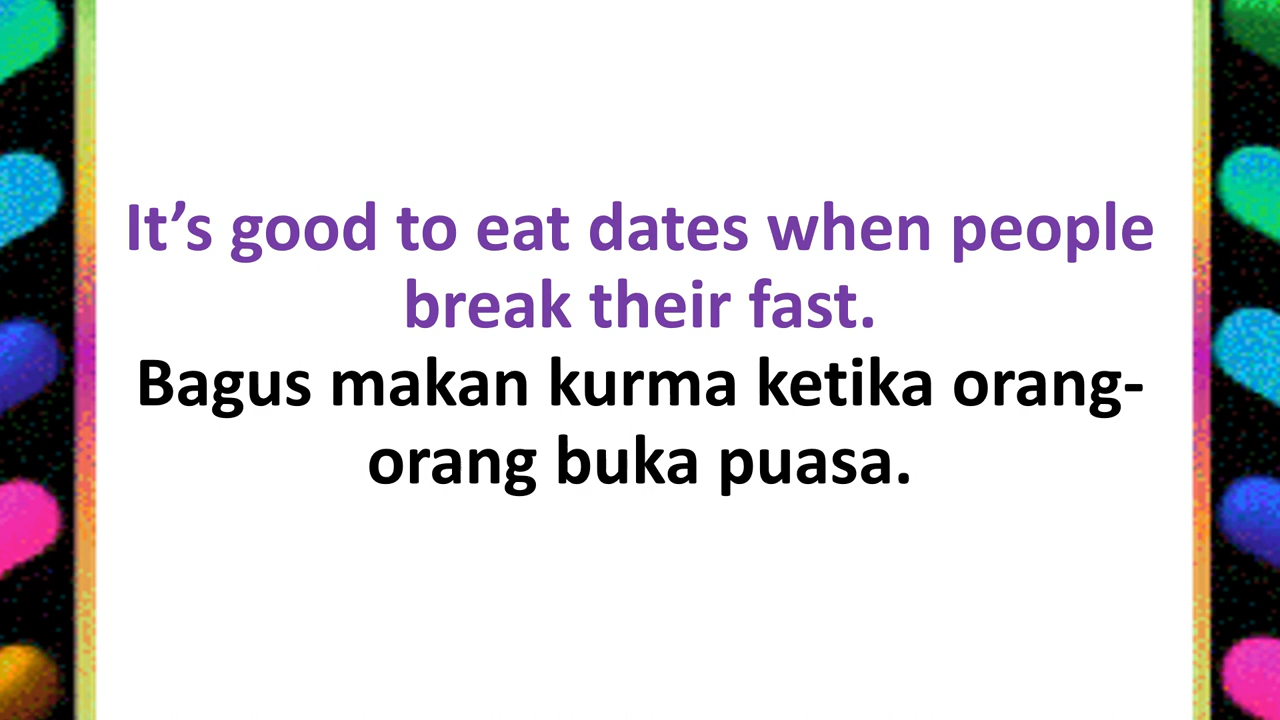 It’s good to eat dates when people
break their fast.
Bagus makan kurma ketika orang-
orang buka puasa.